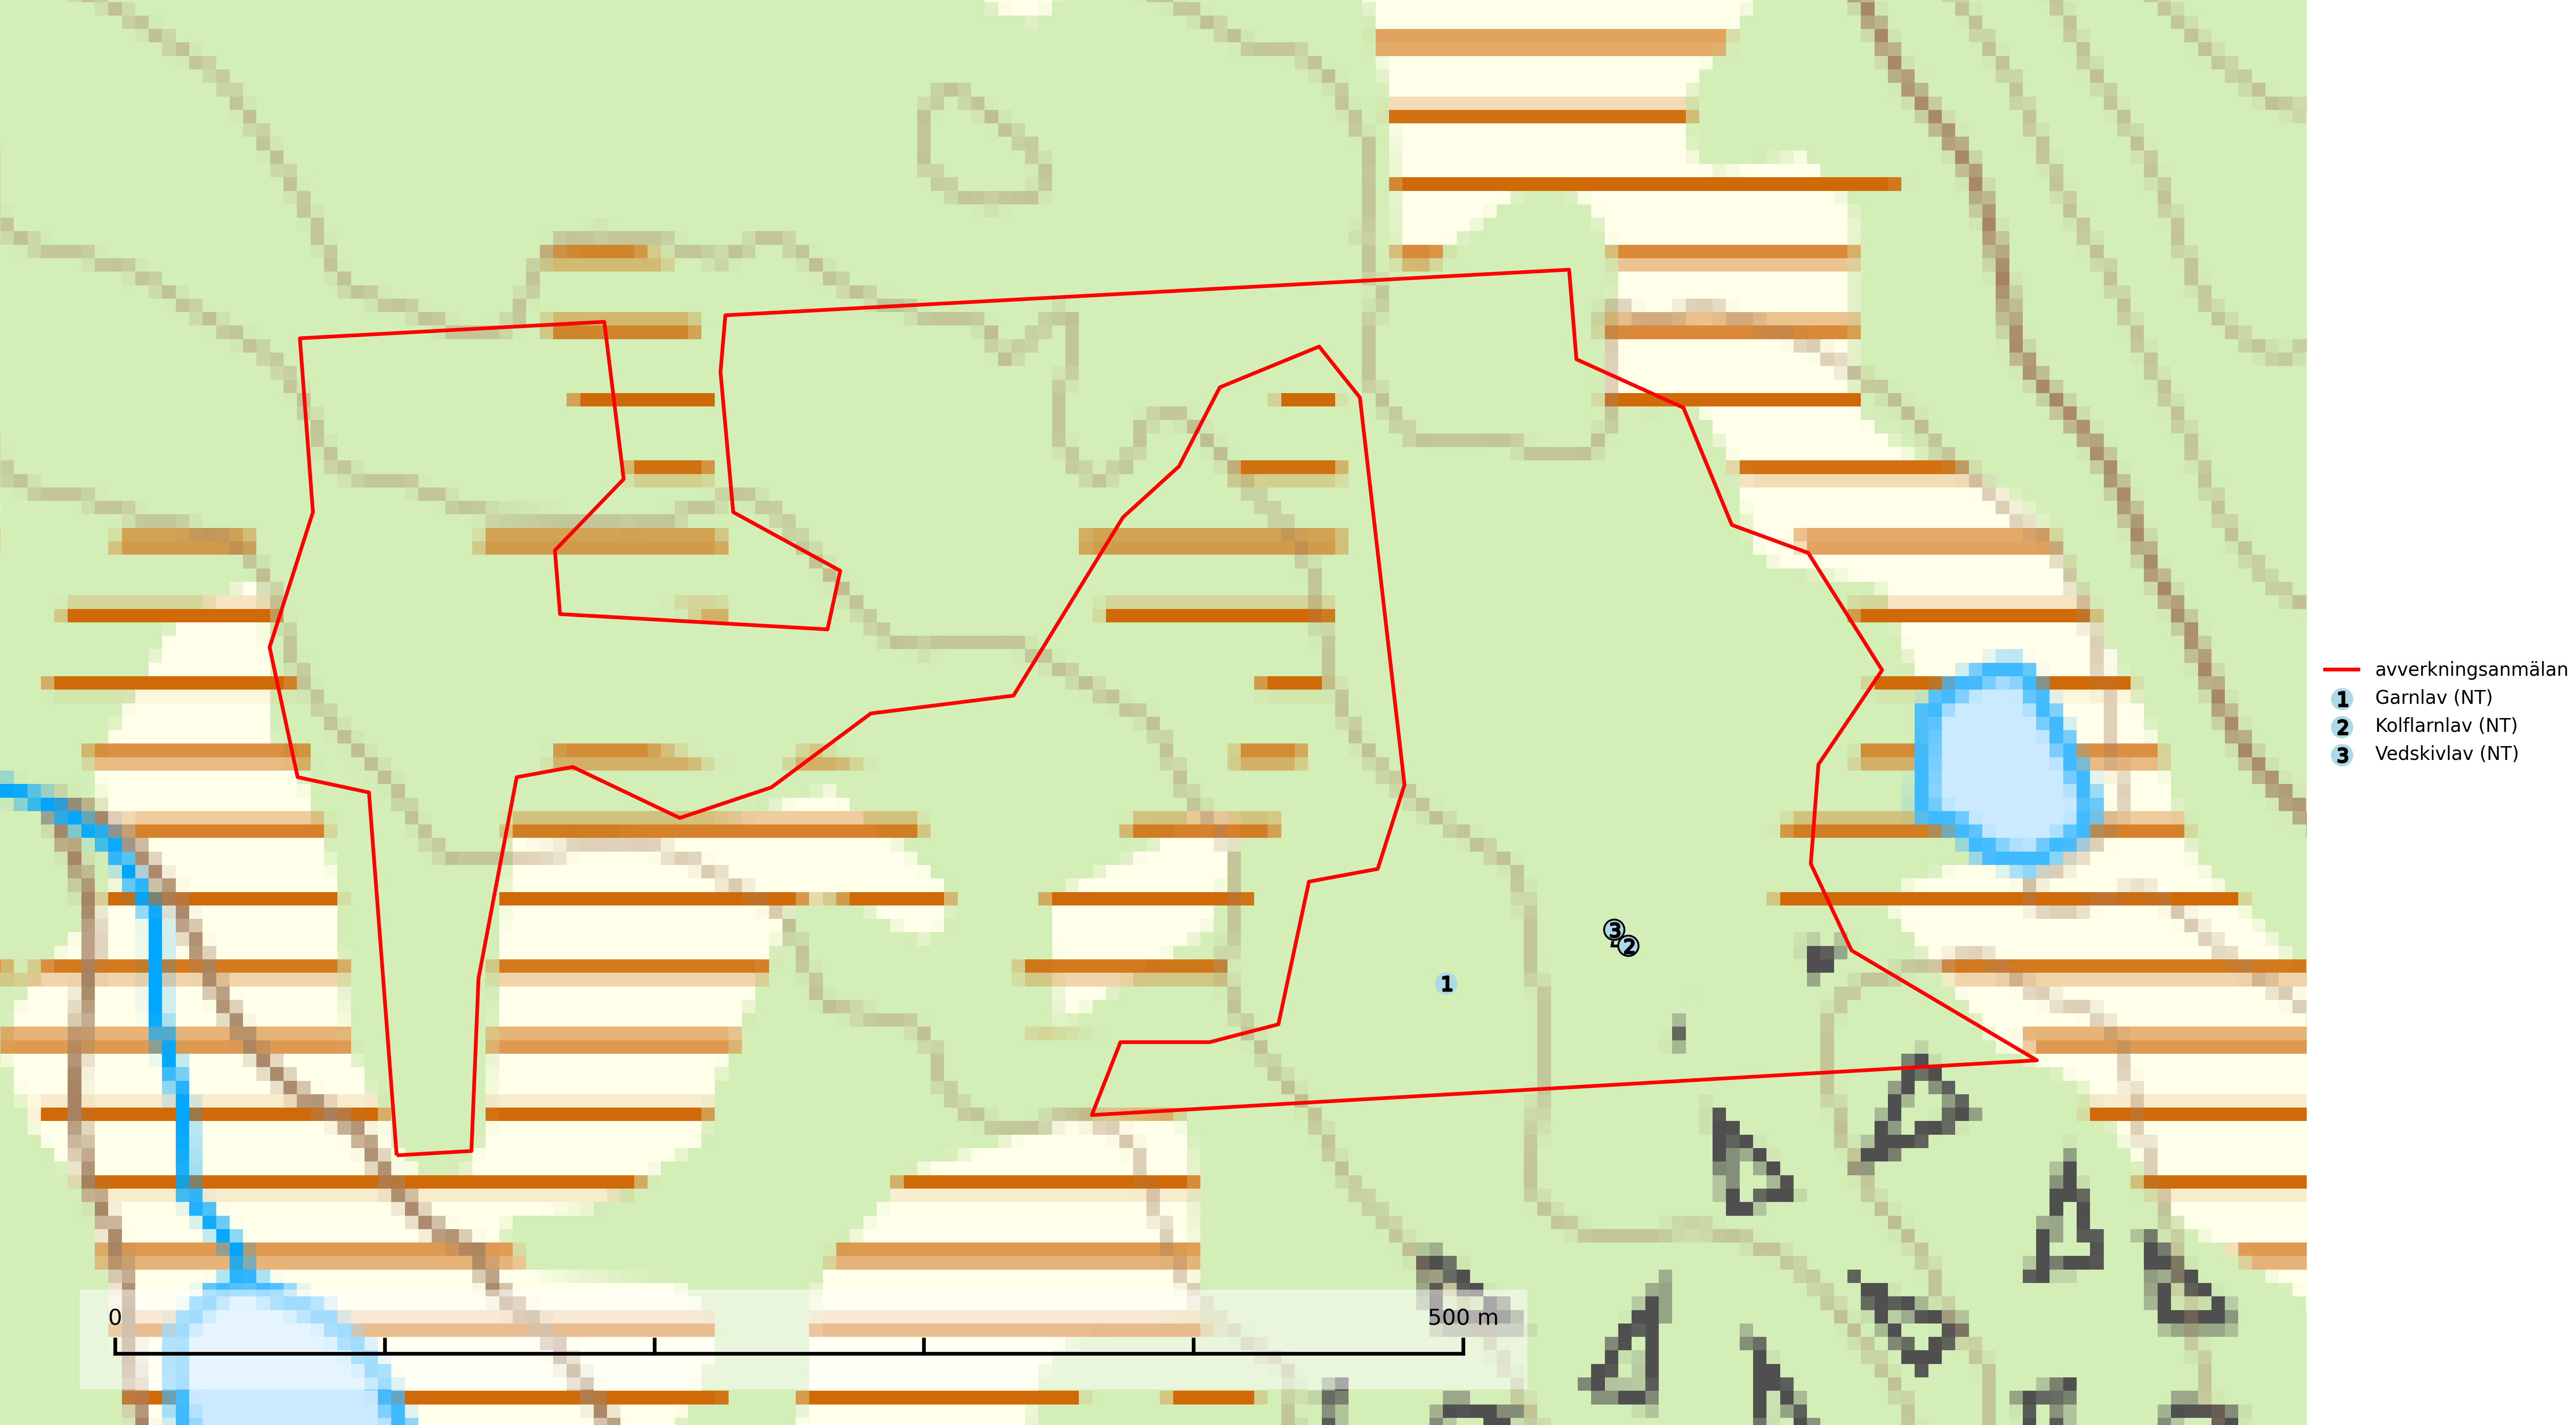 avverkningsanmälan
1 Garnlav (NT)
2 Kolflarnlav (NT)
3 Vedskivlav (NT)
3
2
1
0 500 m